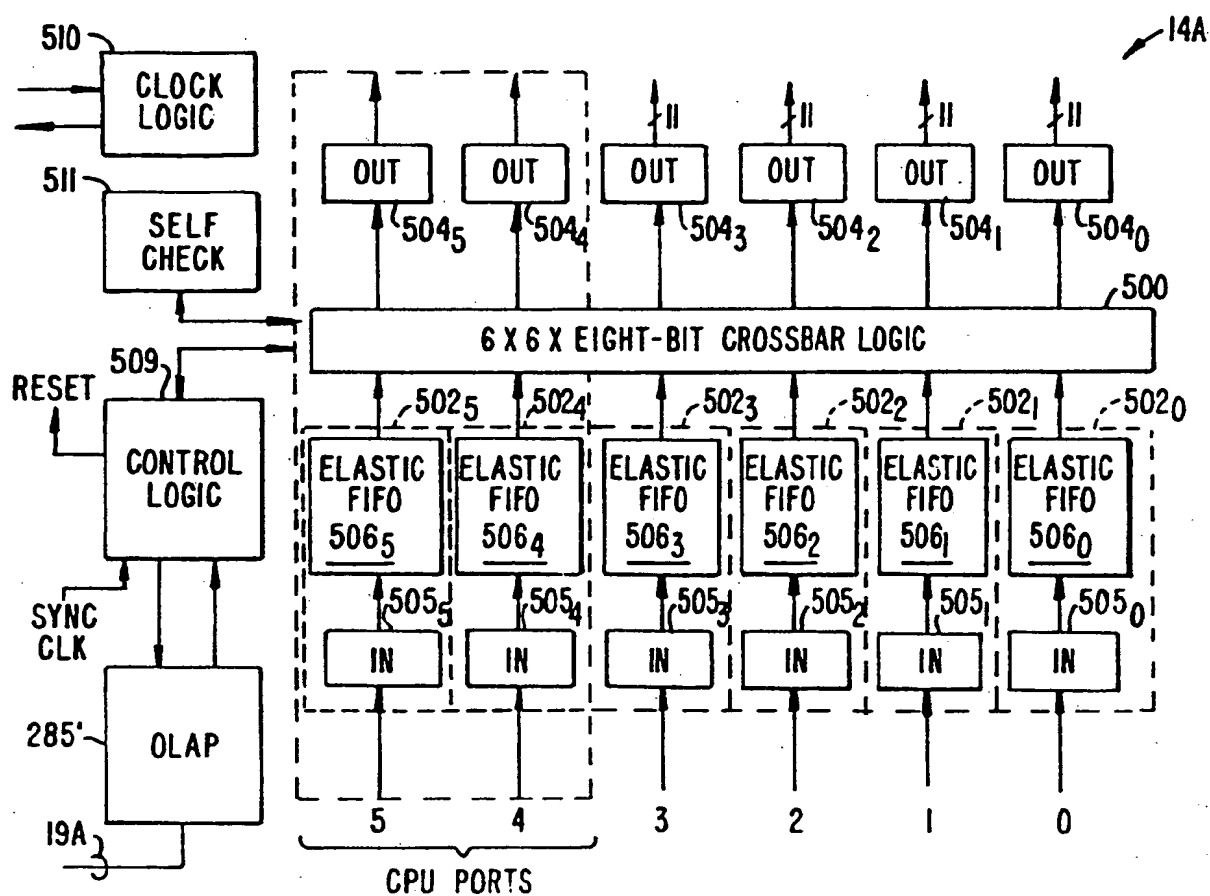 510
14A
CLOCK
LOGIC
11 11 11 11
OUT OUT OUT OUT OUT OUT
511
504₅ 504₄ 504₃ 504₂ 504₁ 504₀
SELF
CHECK
500
6 X 6 X EIGHT-BIT CROSSBAR LOGIC
509
RESET
502₅ 502₄ 502₃ 502₂ 502₁ 502₀
CONTROL
LOGIC
ELASTIC FIFO 506₅
ELASTIC FIFO 506₄
ELASTIC FIFO 506₃
ELASTIC FIFO 506₂
ELASTIC FIFO 506₁
ELASTIC FIFO 506₀
SYNC
CLK
505₅ 505₄ 505₃ 505₂ 505₁ 505₀
IN IN IN IN IN IN
285'
OLAP
19A
5 4 3 2 1 0
CPU PORTS